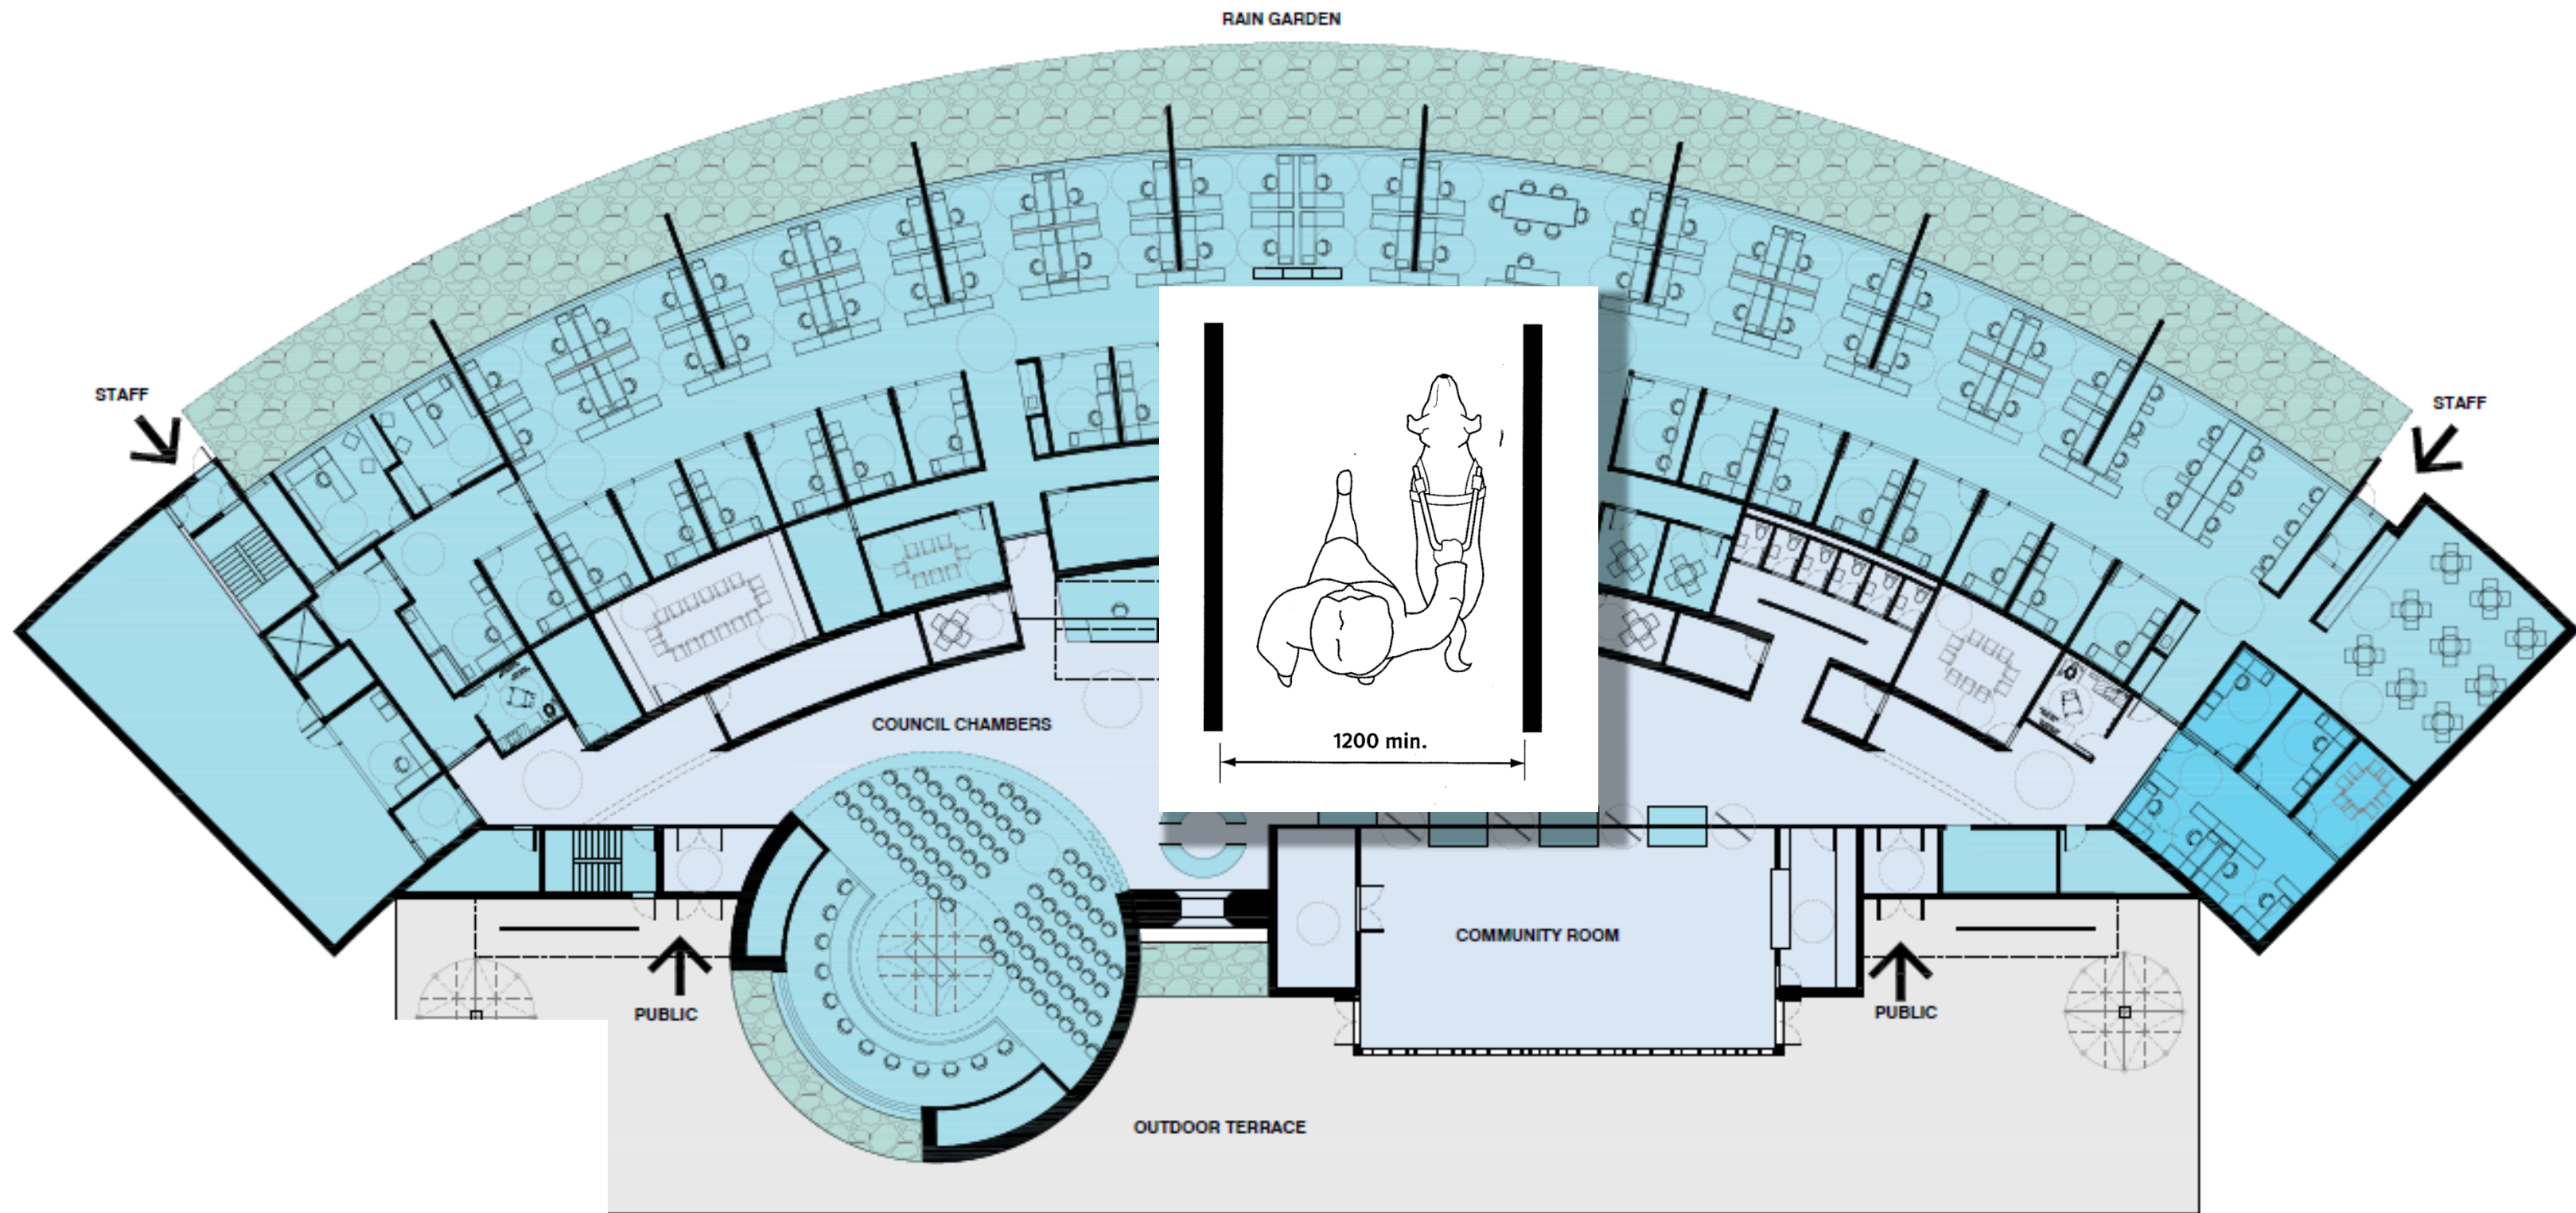 RAIN GARDEN
STAFF
STAFF
COUNCIL CHAMBERS
1200 min.
COMMUNITY ROOM
PUBLIC
PUBLIC
OUTDOOR TERRACE